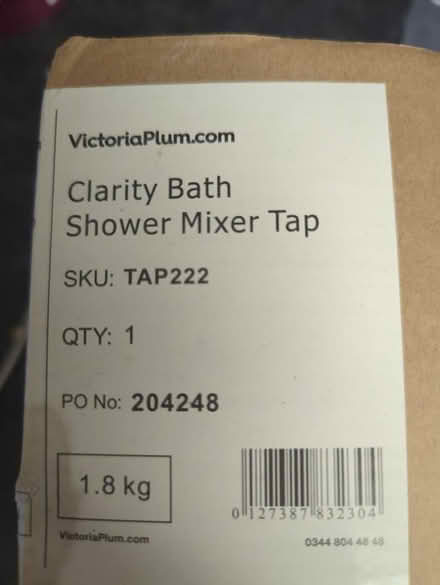 VictoriaPlum.com
Clarity Bath
Shower Mixer Tap
SKU: TAP222
QTY: 1
PO No: 204248
1.8 kg
0 127387 832304
VictoriaPlum.com
0344 804 48 48